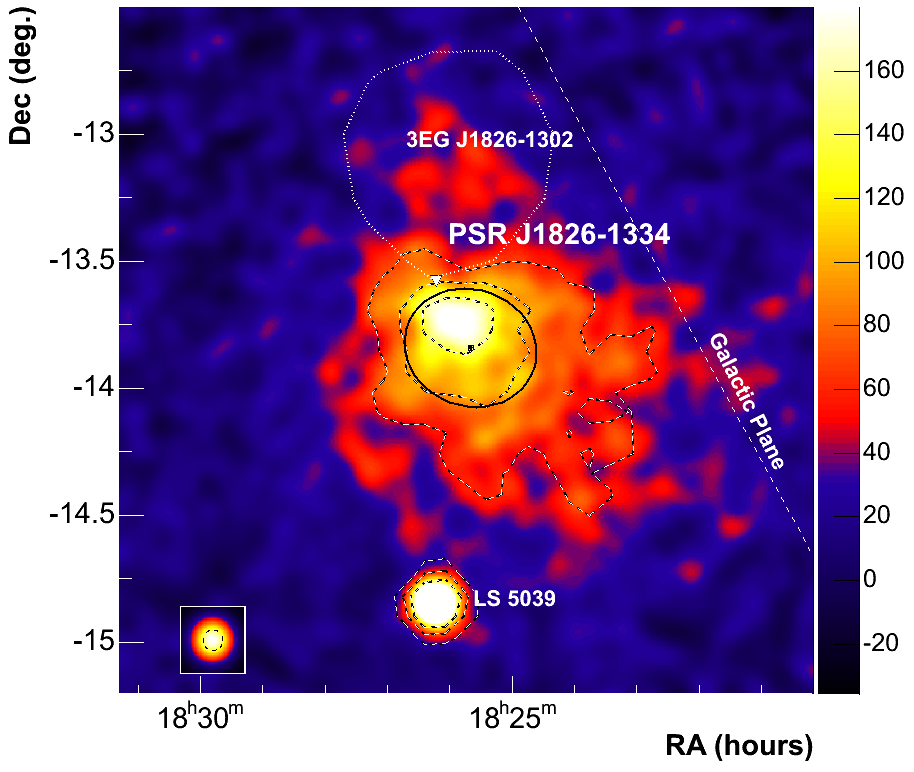 Dec (deg.)
-13
-13.5
-14
-14.5
-15
3EG J1826-1302
PSR J1826-1334
Galactic Plane
LS 5039
18h30m
18h25m
RA (hours)
160
140
120
100
80
60
40
20
0
-20